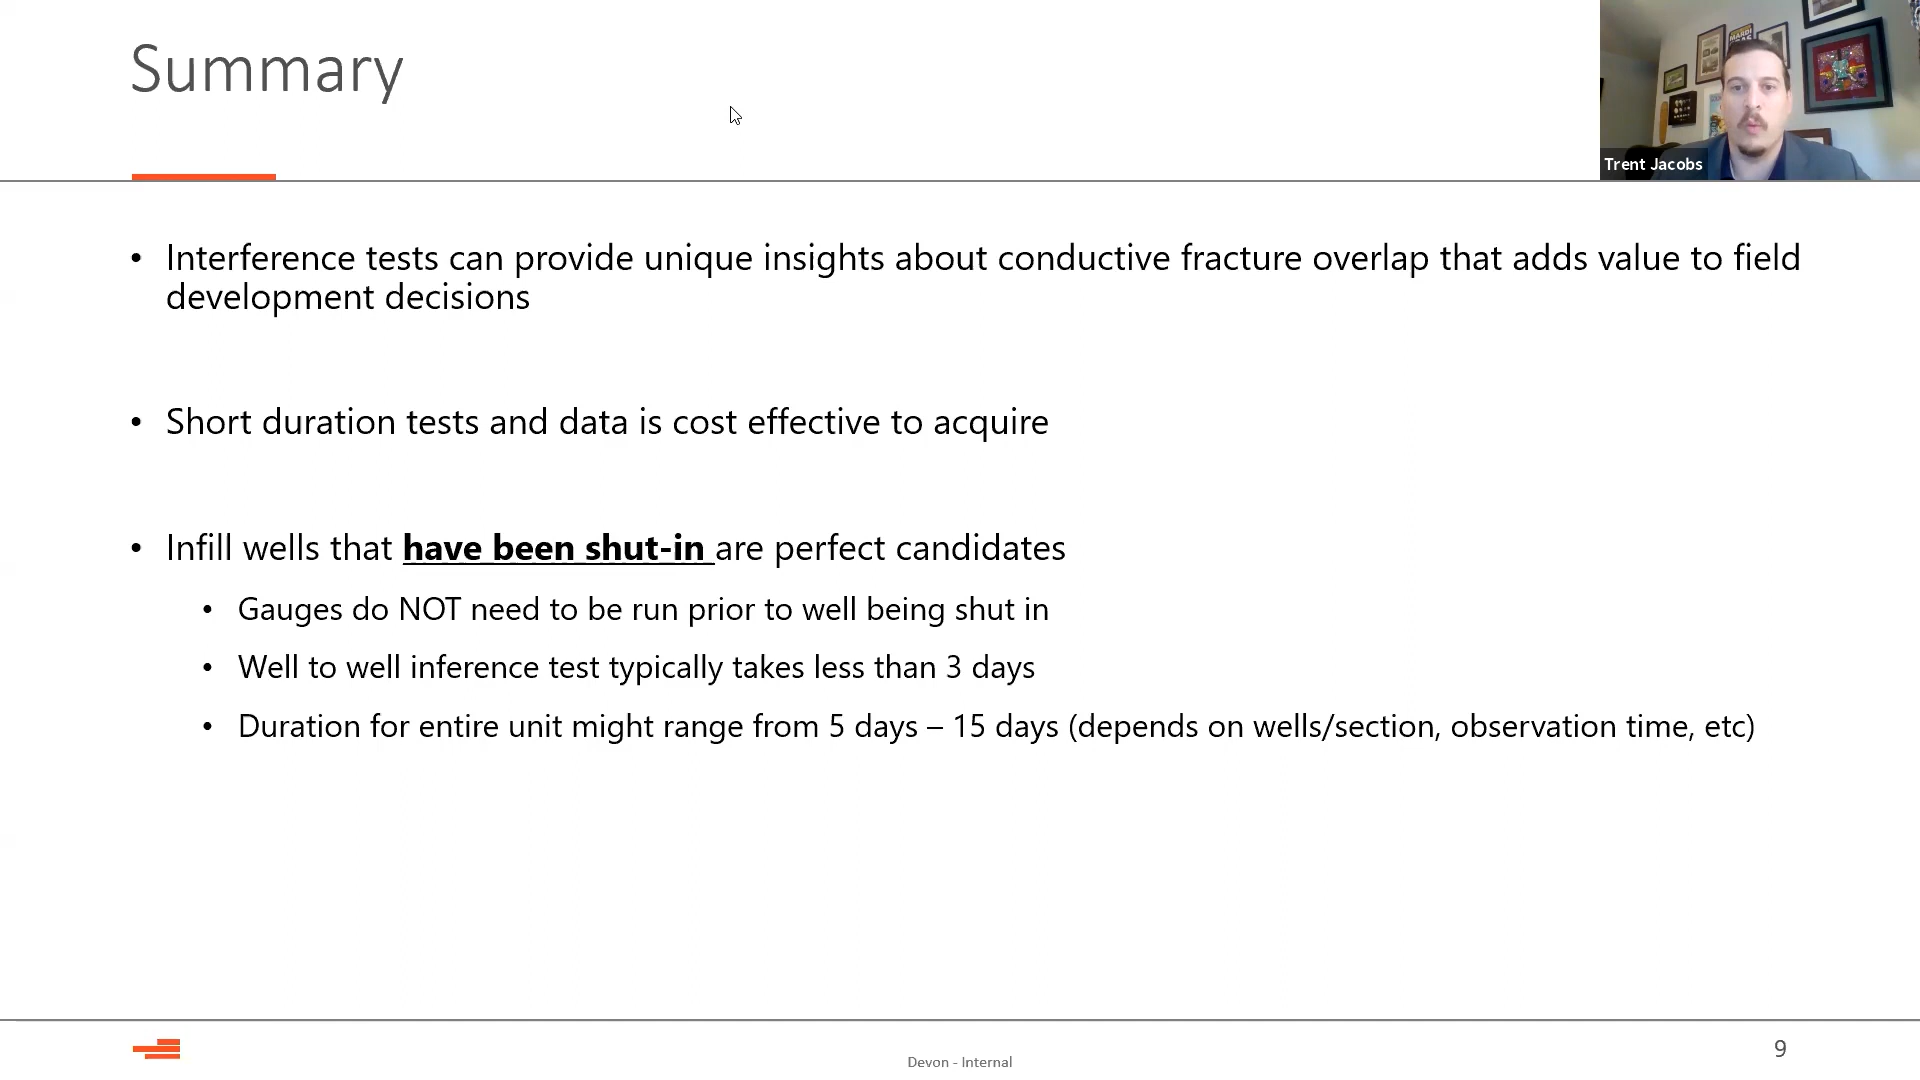 Summary
Trent Jacobs
• Interference tests can provide unique insights about conductive fracture overlap that adds value to field
development decisions
• Short duration tests and data is cost effective to acquire
• Infill wells that have been shut-in are perfect candidates
• Gauges do NOT need to be run prior to well being shut in
• Well to well inference test typically takes less than 3 days
• Duration for entire unit might range from 5 days – 15 days (depends on wells/section, observation time, etc)
Devon - Internal
9